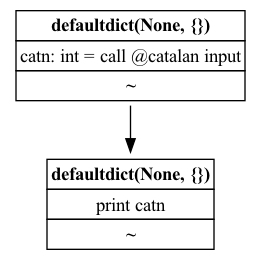 defaultdict(None, {})
catn: int = call @catalan input
~
defaultdict(None, {})
print catn
~